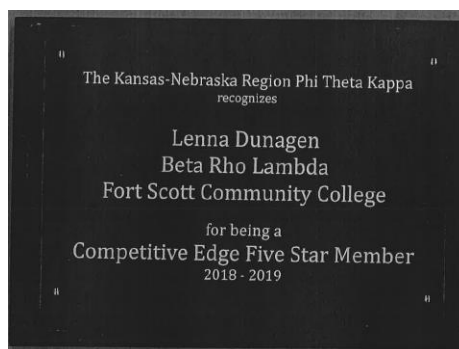 The Kansas-Nebraska Region Phi Theta Kappa
recognizes
Lenna Dunagen
Beta Rho Lambda
Fort Scott Community College
for being a
Competitive Edge Five Star Member
2018 - 2019